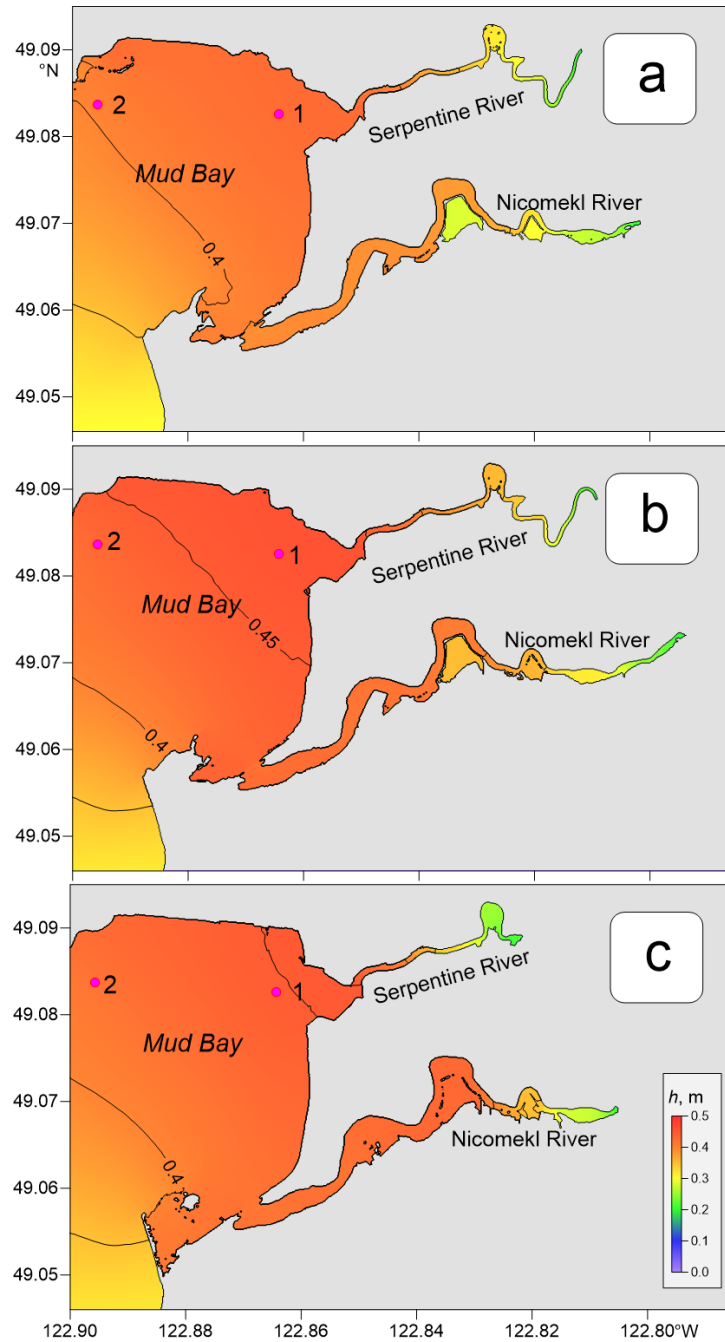 49.09
°N
a
2
1
Serpentine River
49.08
Mud Bay
49.07
Nicomekl River
0.4
49.06
49.05
49.09
b
2
1
Serpentine River
49.08
Mud Bay
0.45
49.07
Nicomekl River
0.4
49.06
49.05
49.09
c
2
1
Serpentine River
49.08
Mud Bay
49.07
h, m
0.5
0.4
0.3
0.2
0.1
0.0
Nicomekl River
0.4
49.06
49.05
122.90 122.88 122.86 122.84 122.82 122.80°W